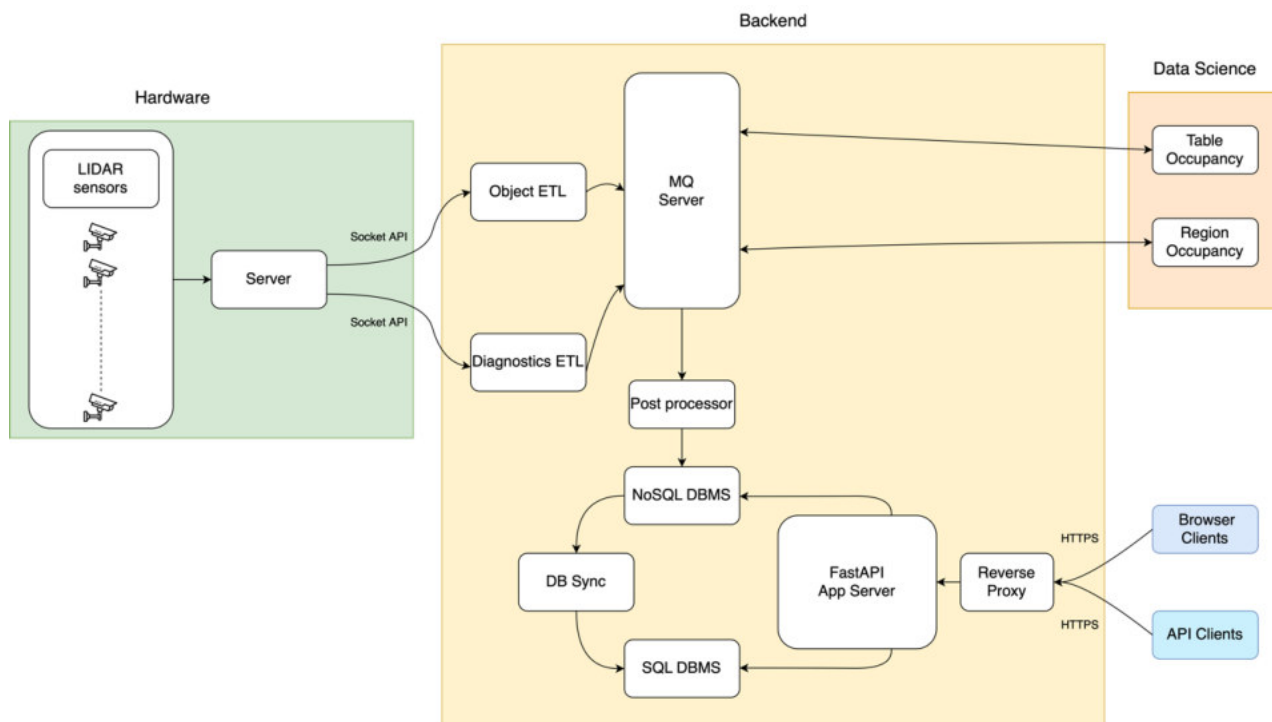 Backend
Data Science
Hardware
LIDAR
sensors
Server
Socket API
Socket API
Object ETL
Diagnostics ETL
MQ
Server
Table
Occupancy
Region
Occupancy
Post processor
NoSQL DBMS
DB Sync
SQL DBMS
FastAPI
App Server
Reverse
Proxy
HTTPS
HTTPS
Browser
Clients
API Clients